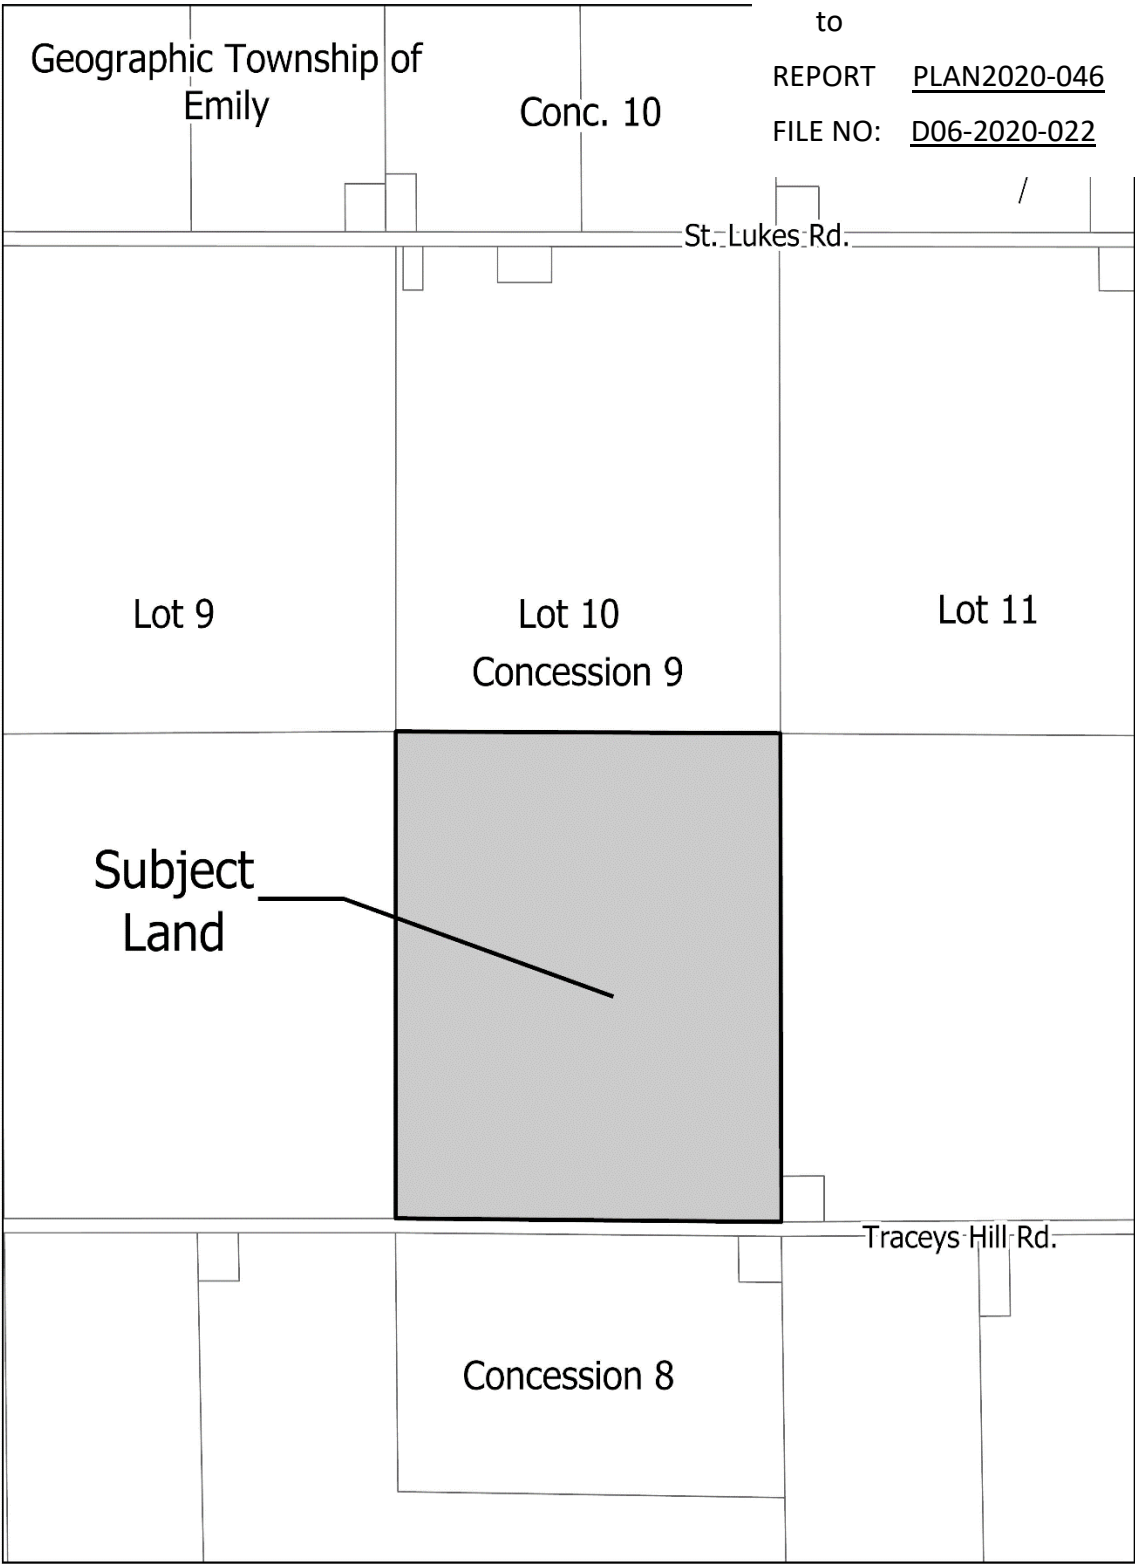 to
REPORT PLAN2020-046
FILE NO: D06-2020-022
Geographic Township of
Emily
Conc. 10
/
St. Lukes Rd.
Lot 9
Lot 10
Lot 11
Concession 9
Subject
Land
Traceys Hill Rd.
Concession 8